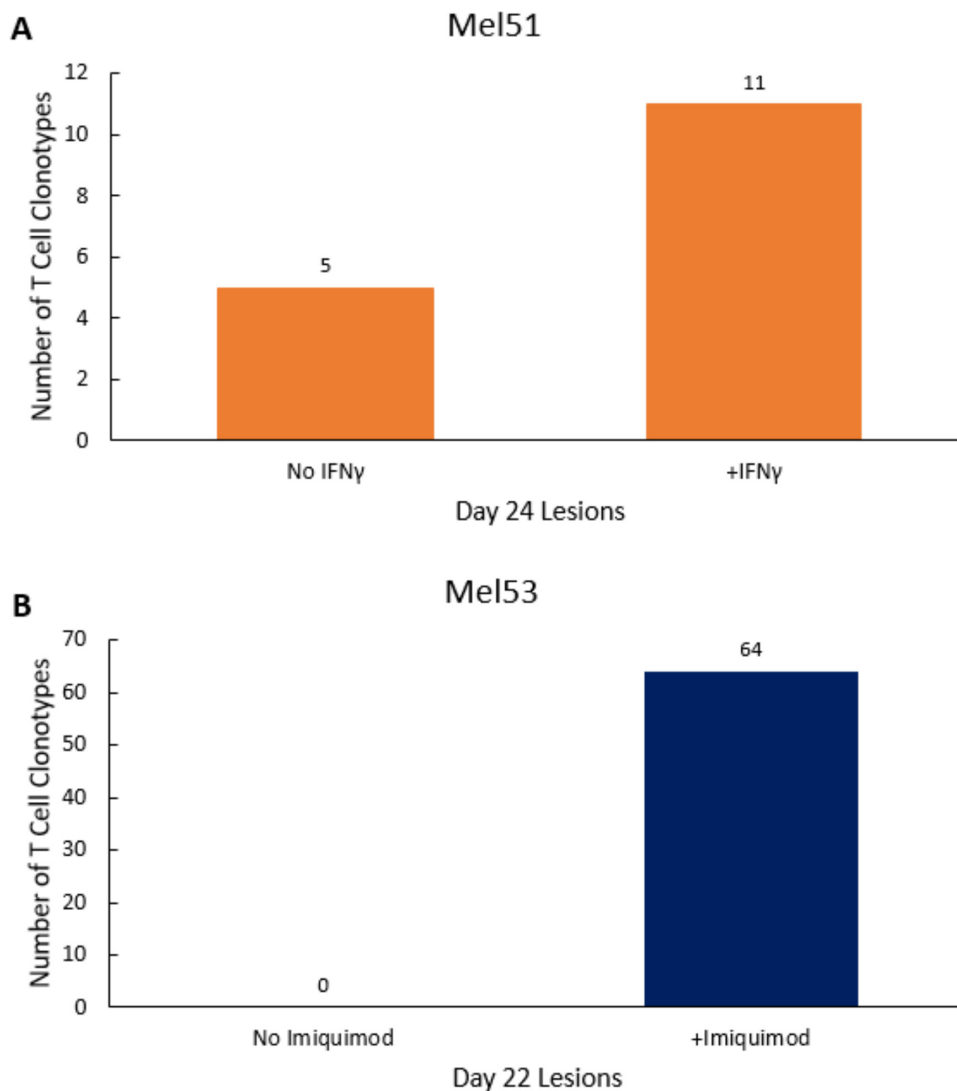 A
Mel51
Number of T Cell Clonotypes
12
10
8
6
4
2
0
5
11
No IFNγ
+IFNγ
Day 24 Lesions
B
Mel53
Number of T Cell Clonotypes
70
60
50
40
30
20
10
0
0
64
No Imiquimod
+Imiquimod
Day 22 Lesions